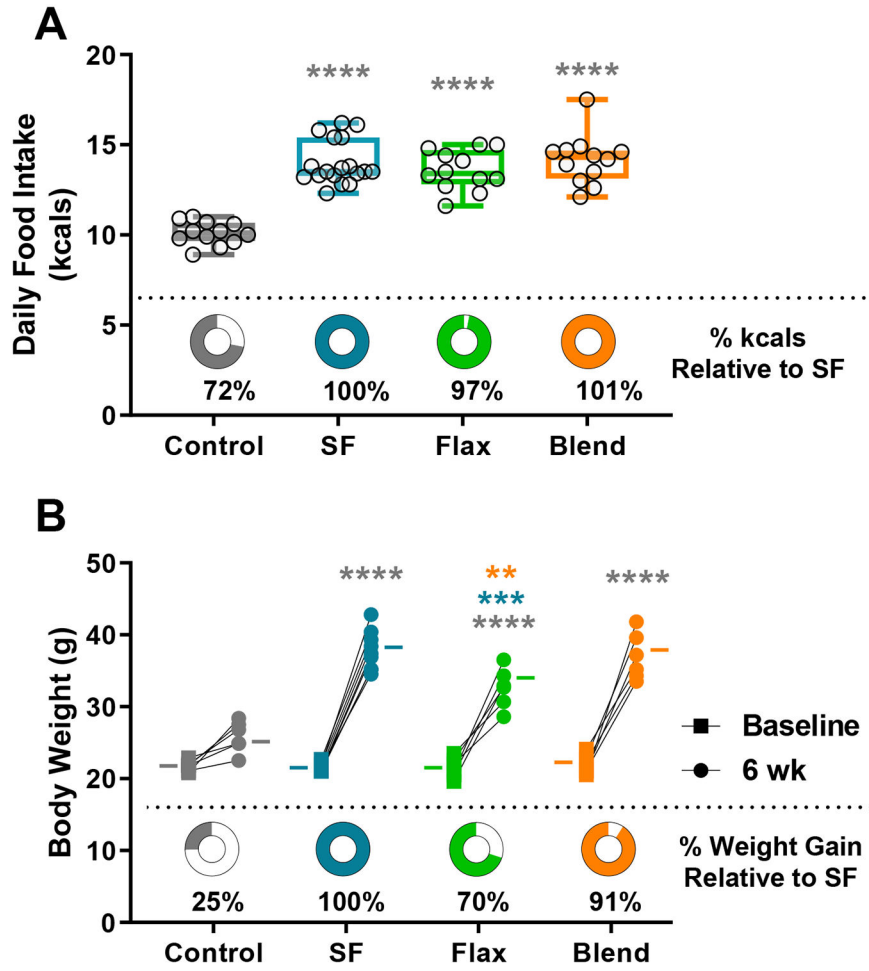 A
20
15
10
5
0
Daily Food Intake
(kcals)
****
****
****
% kcals
Relative to SF
72%
100%
97%
101%
Control
SF
Flax
Blend
B
50
40
30
20
10
0
Body Weight (g)
****
**
***
****
****
Baseline
6 wk
% Weight Gain
Relative to SF
25%
100%
70%
91%
Control
SF
Flax
Blend